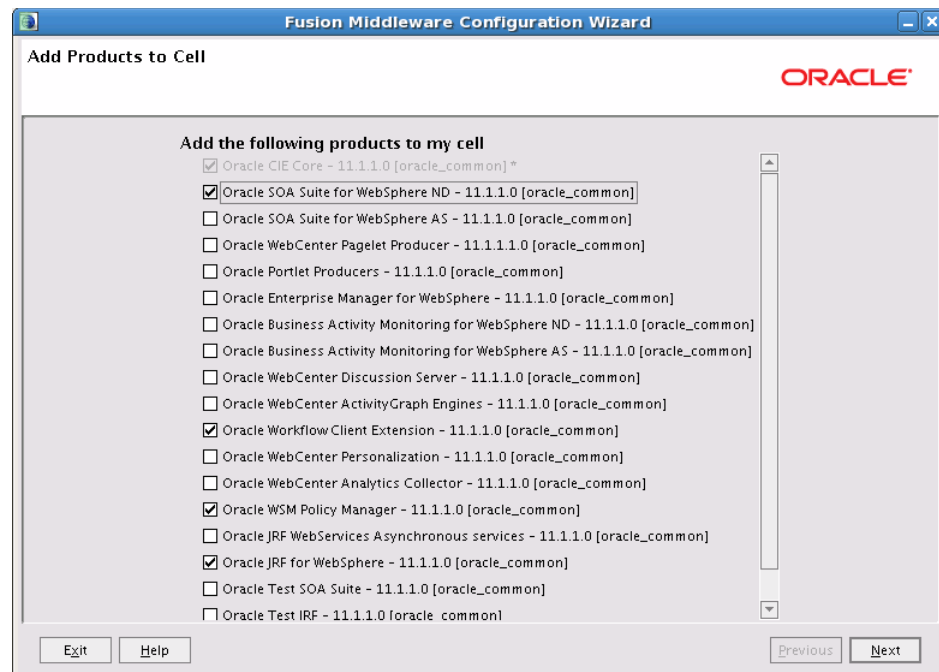 Fusion Middleware Configuration Wizard
Add Products to Cell
ORACLE
Add the following products to my cell
Oracle CIE Core - 11.1.1.0 [oracle_common] *
Oracle SOA Suite for WebSphere ND - 11.1.1.0 [oracle_common]
Oracle SOA Suite for WebSphere AS - 11.1.1.0 [oracle_common]
Oracle WebCenter Pagelet Producer - 11.1.1.1.0 [oracle_common]
Oracle Portlet Producers - 11.1.1.0 [oracle_common]
Oracle Enterprise Manager for WebSphere - 11.1.1.0 [oracle_common]
Oracle Business Activity Monitoring for WebSphere ND - 11.1.1.0 [oracle_common]
Oracle Business Activity Monitoring for WebSphere AS - 11.1.1.0 [oracle_common]
Oracle WebCenter Discussion Server - 11.1.1.0 [oracle_common]
Oracle WebCenter ActivityGraph Engines - 11.1.1.0 [oracle_common]
Oracle Workflow Client Extension - 11.1.1.0 [oracle_common]
Oracle WebCenter Personalization - 11.1.1.0 [oracle_common]
Oracle WebCenter Analytics Collector - 11.1.1.0 [oracle_common]
Oracle WSM Policy Manager - 11.1.1.0 [oracle_common]
Oracle JRF WebServices Asynchronous services - 11.1.1.0 [oracle_common]
Oracle JRF for WebSphere - 11.1.1.0 [oracle_common]
Oracle Test SOA Suite - 11.1.1.0 [oracle_common]
Oracle Test JRF - 11.1.1.0 [oracle_common]
Exit Help Previous Next